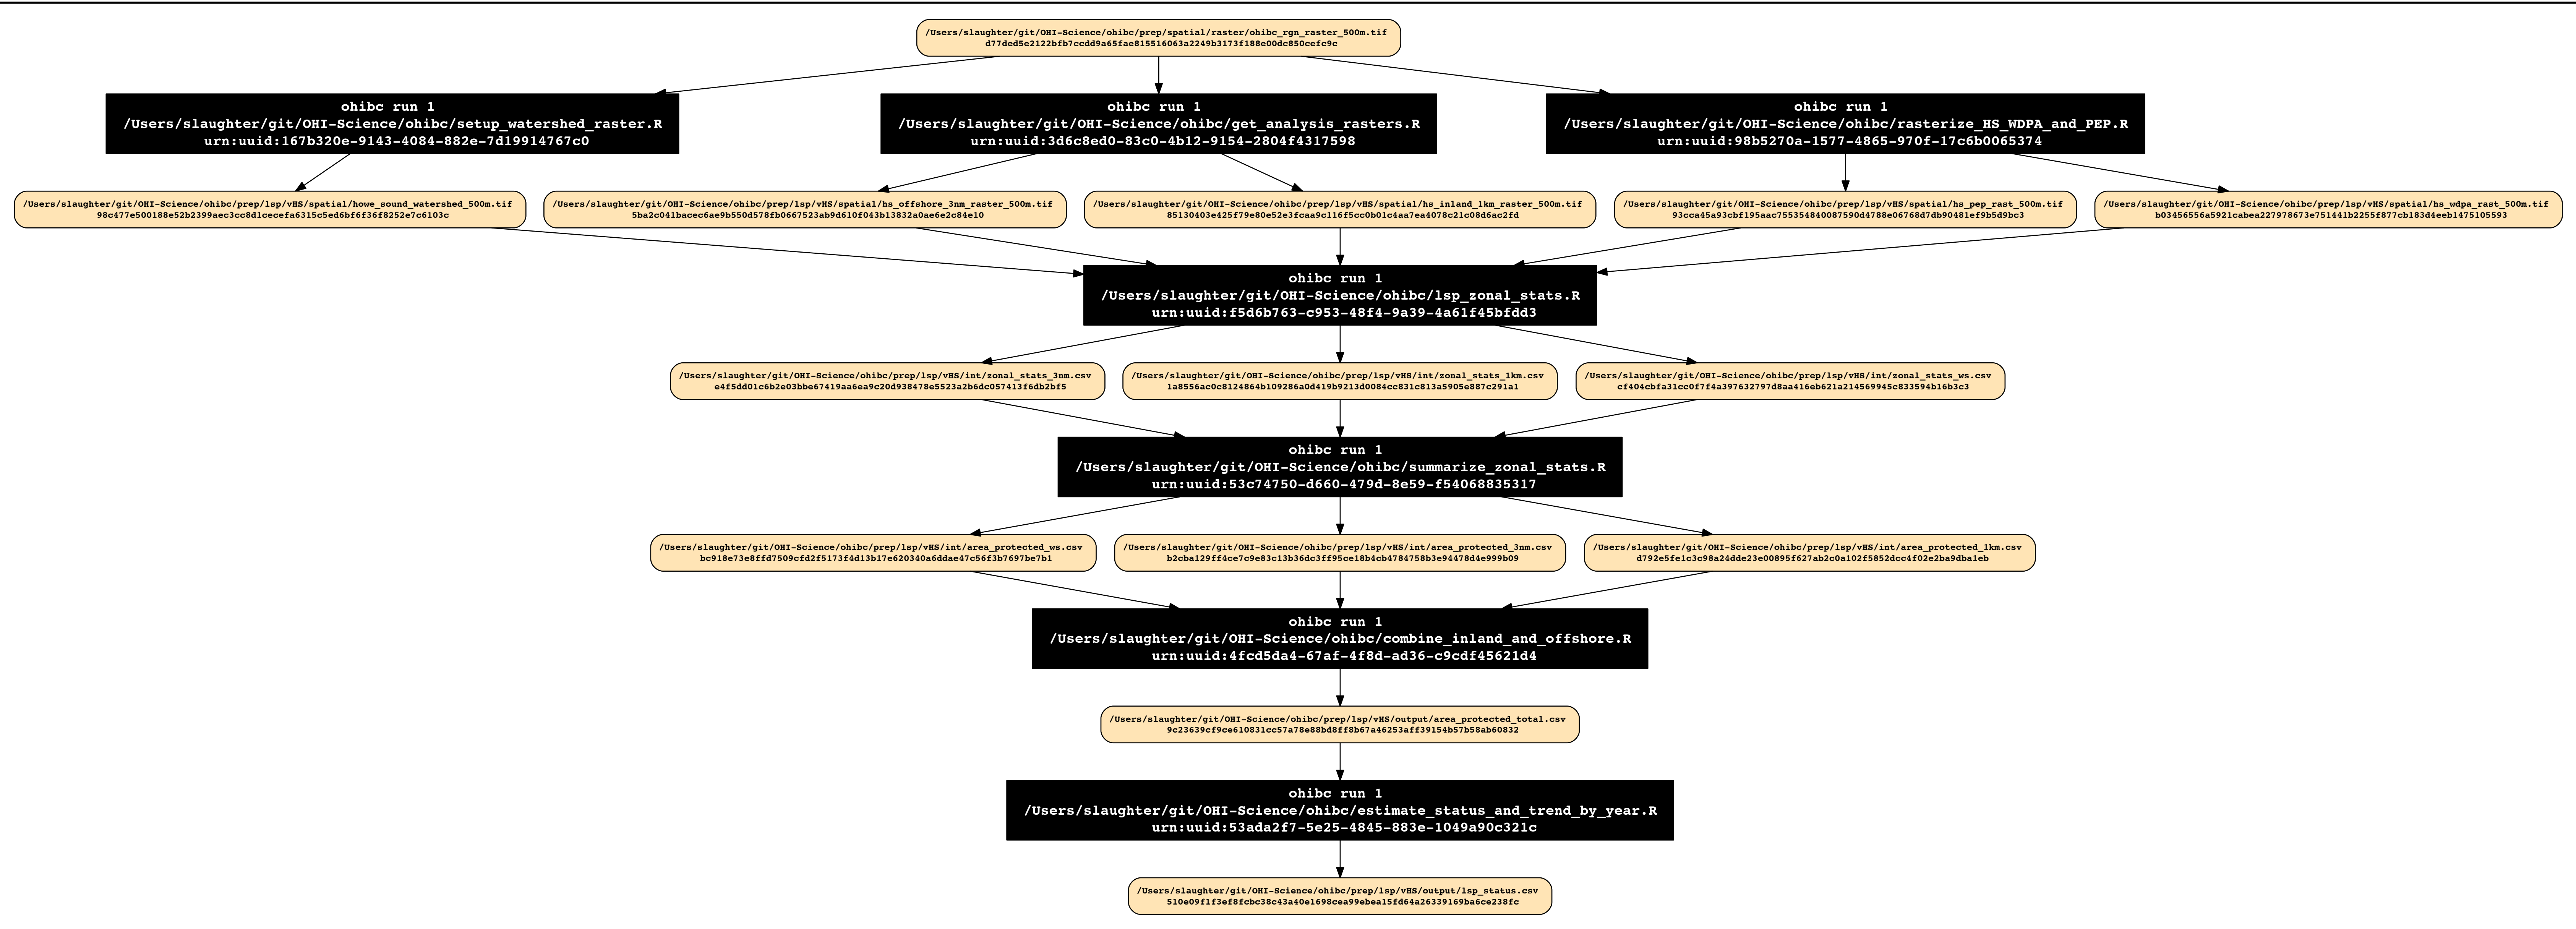 /Users/slaughter/git/OHI-Science/ohibc/prep/spatial/raster/ohibc_rgn_raster_500m.tif
d77ded5e2122bfb7ccdd9a65fae815516063a2249b3173f188e00dc850cefc9c
ohibc run 1
/Users/slaughter/git/OHI-Science/ohibc/setup_watershed_raster.R
urn:uuid:167b320e-9143-4084-882e-7d19914767c0
ohibc run 1
/Users/slaughter/git/OHI-Science/ohibc/get_analysis_rasters.R
urn:uuid:3d6c8ed0-83c0-4b12-9154-2804f4317598
ohibc run 1
/Users/slaughter/git/OHI-Science/ohibc/rasterize_HS_WDPA_and_PEP.R
urn:uuid:98b5270a-1577-4865-970f-17c6b0065374
/Users/slaughter/git/OHI-Science/ohibc/prep/lsp/vHS/spatial/howe_sound_watershed_500m.tif
98c477e500188e52b2399aec3cc8d1cecefa6315c5ed6bf6f36f8252e7c6103c
/Users/slaughter/git/OHI-Science/ohibc/prep/lsp/vHS/spatial/hs_offshore_3nm_raster_500m.tif
5ba2c041bacec6ae9b550d578fb0667523ab9d610f043b13832a0ae6e2c84e10
/Users/slaughter/git/OHI-Science/ohibc/prep/lsp/vHS/spatial/hs_inland_1km_raster_500m.tif
85130403e425f79e80e52e3fcaa9c116f5cc0b01c4aa7ea4078c21c08d6ac2fd
/Users/slaughter/git/OHI-Science/ohibc/prep/lsp/vHS/spatial/hs_pep_rast_500m.tif
93cca45a93cbf195aac755354840087590d4788e06768d7db90481ef9b5d9bc3
/Users/slaughter/git/OHI-Science/ohibc/prep/lsp/vHS/spatial/hs_wdpa_rast_500m.tif
b03456556a5921cabea227978673e751441b2255f877cb183d4eeb1475105593
ohibc run 1
/Users/slaughter/git/OHI-Science/ohibc/lsp_zonal_stats.R
urn:uuid:f5d6b763-c953-48f4-9a39-4a61f45bfdd3
/Users/slaughter/git/OHI-Science/ohibc/prep/lsp/vHS/int/zonal_stats_3nm.csv
e4f5dd01c6b2e03bbe67419aa6ea9c20d938478e5523a2b6dc057413f6db2bf5
/Users/slaughter/git/OHI-Science/ohibc/prep/lsp/vHS/int/zonal_stats_1km.csv
1a8556ac0c8124864b109286a0d419b9213d0084cc831c813a5905e887c291a1
/Users/slaughter/git/OHI-Science/ohibc/prep/lsp/vHS/int/zonal_stats_ws.csv
cf404cbfa31cc0f7f4a397632797d8aa416eb621a214569945c833594b16b3c3
ohibc run 1
/Users/slaughter/git/OHI-Science/ohibc/summarize_zonal_stats.R
urn:uuid:53c74750-d660-479d-8e59-f54068835317
/Users/slaughter/git/OHI-Science/ohibc/prep/lsp/vHS/int/area_protected_ws.csv
bc918e73e8ffd7509cfd2f5173f4d13b17e620340a6ddae47c56f3b7697be7b1
/Users/slaughter/git/OHI-Science/ohibc/prep/lsp/vHS/int/area_protected_3nm.csv
b2cba129ff4ce7c9e83c13b36dc3ff95ce18b4cb4784758b3e94478d4e999b09
/Users/slaughter/git/OHI-Science/ohibc/prep/lsp/vHS/int/area_protected_1km.csv
d792e5fe1c3c98a24dde23e00895f627ab2c0a102f5852dcc4f02e2ba9dba1eb
ohibc run 1
/Users/slaughter/git/OHI-Science/ohibc/combine_inland_and_offshore.R
urn:uuid:4fcd5da4-67af-4f8d-ad36-c9cdf45621d4
/Users/slaughter/git/OHI-Science/ohibc/prep/lsp/vHS/output/area_protected_total.csv
9c23639cf9ce610831cc57a78e88bd8ff8b67a46253aff39154b57b58ab60832
ohibc run 1
/Users/slaughter/git/OHI-Science/ohibc/estimate_status_and_trend_by_year.R
urn:uuid:53ada2f7-5e25-4845-883e-1049a90c321c
/Users/slaughter/git/OHI-Science/ohibc/prep/lsp/vHS/output/lsp_status.csv
510e09f1f3ef8fcbc38c43a40e1698cea99ebea15fd64a26339169ba6ce238fc